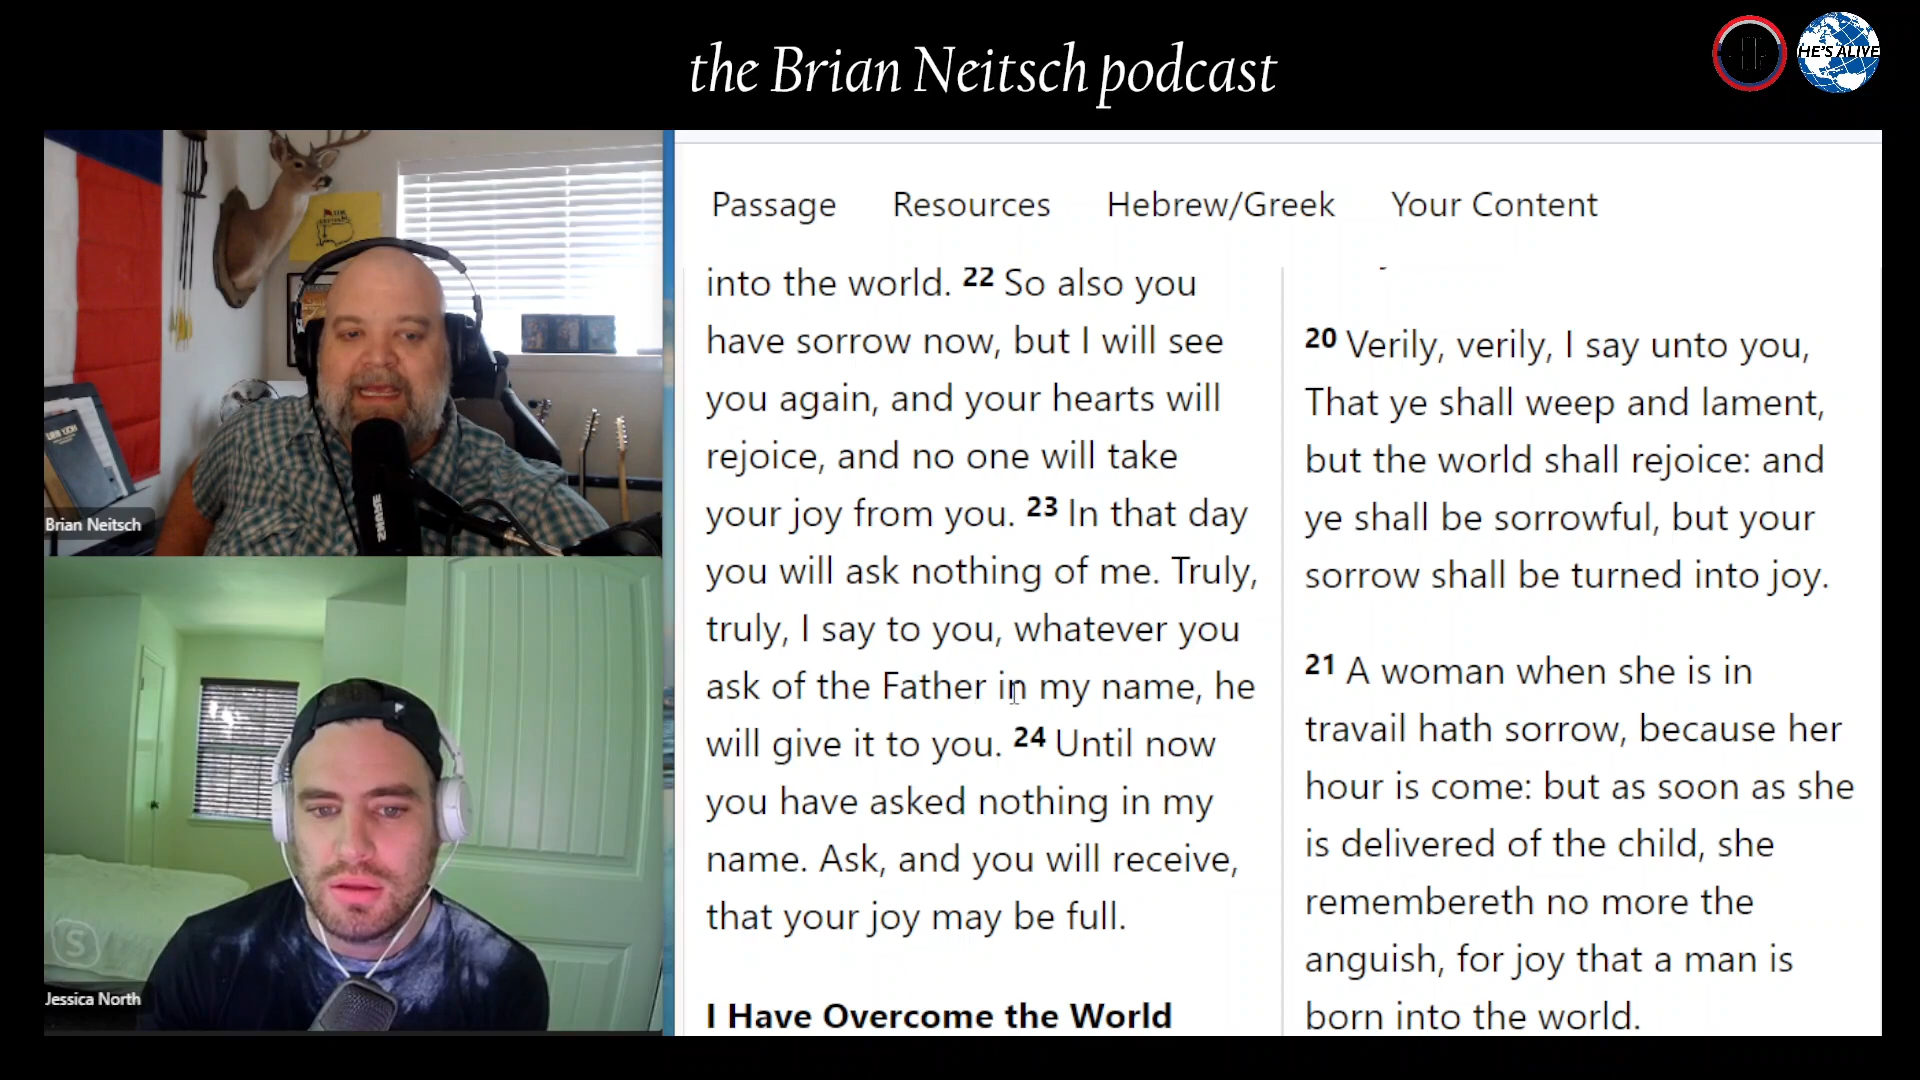 the Brian Neitsch podcast
HE'S ALIVE
Brian Neitsch
Jessica North
S
Passage Resources Hebrew/Greek Your Content
into the world. 22 So also you
have sorrow now, but I will see
you again, and your hearts will
rejoice, and no one will take
your joy from you. 23 In that day
you will ask nothing of me. Truly,
truly, I say to you, whatever you
ask of the Father in my name, he
will give it to you. 24 Until now
you have asked nothing in my
name. Ask, and you will receive,
that your joy may be full.
I Have Overcome the World
20 Verily, verily, I say unto you,
That ye shall weep and lament,
but the world shall rejoice: and
ye shall be sorrowful, but your
sorrow shall be turned into joy.
21 A woman when she is in
travail hath sorrow, because her
hour is come: but as soon as she
is delivered of the child, she
remembereth no more the
anguish, for joy that a man is
born into the world.